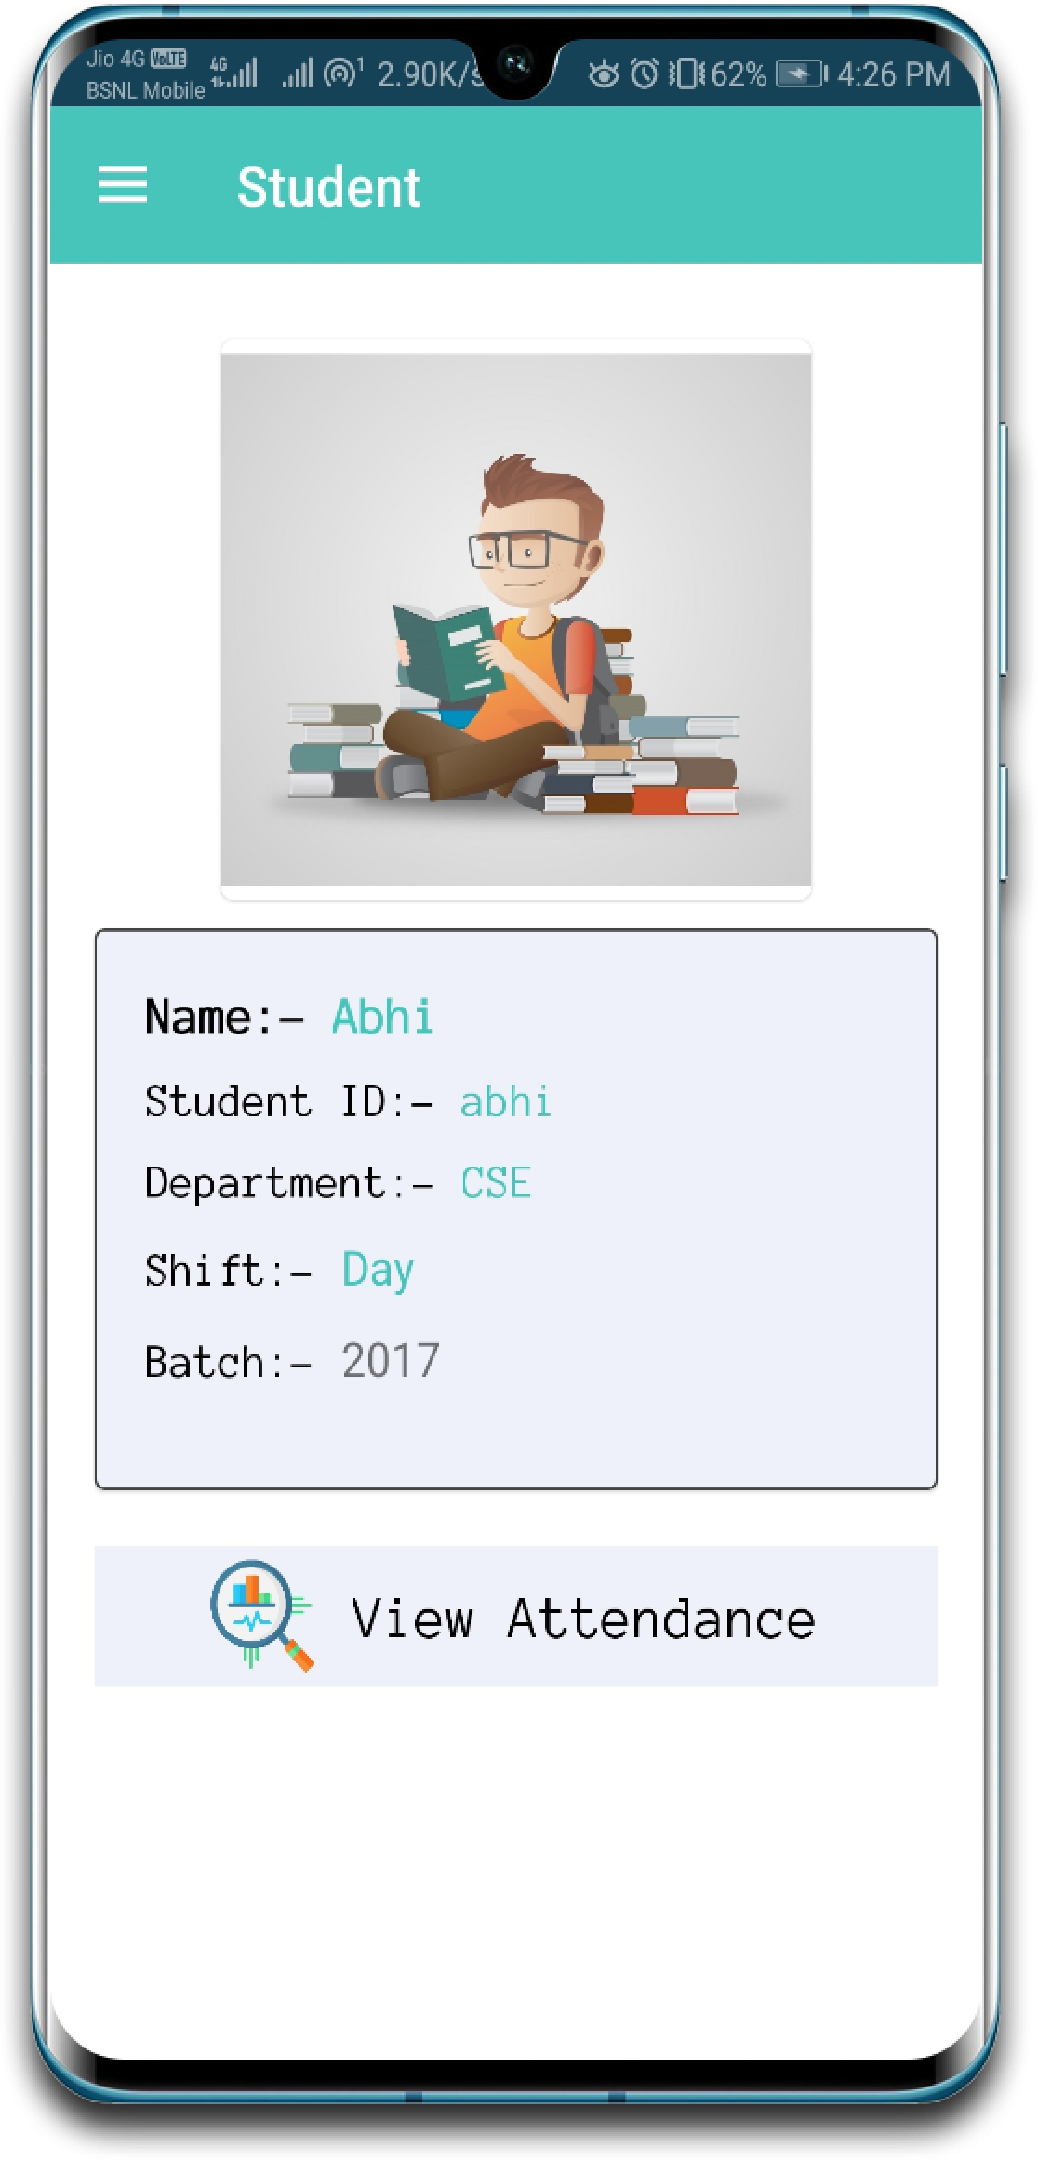 Jio 4G VoLTE 4G 1 2.90K/s 62% 4:26 PM
BSNL Mobile
Student
Name:- Abhi
Student ID:- abhi
Department:- CSE
Shift:- Day
Batch:- 2017
View Attendance